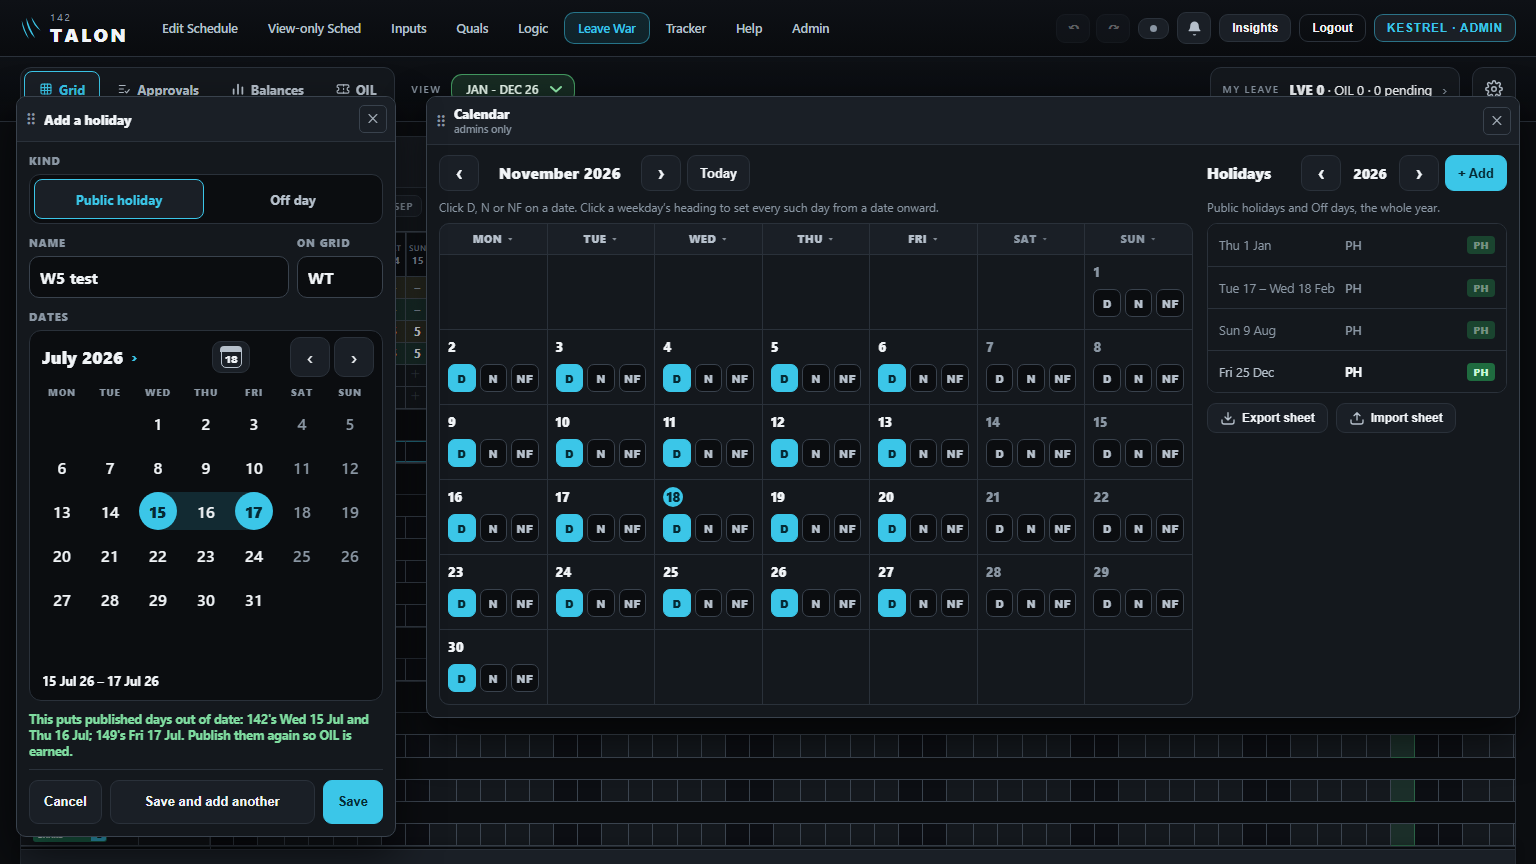 142
TALON
Edit Schedule
View-only Sched
Inputs
Quals
Logic
Leave War
Tracker
Help
Admin
Insights
Logout
KESTREL · ADMIN
Grid
Approvals
Balances
OIL
VIEW
JAN - DEC 26
MY LEAVE LVE 0 · OIL 0 · 0 pending ›
Add a holiday
KIND
Public holiday
Off day
NAME
ON GRID
W5 test
WT
DATES
July 2026 ›
18
‹ ›
MON TUE WED THU FRI SAT SUN
1 2 3 4 5
6 7 8 9 10 11 12
13 14 15 16 17 18 19
20 21 22 23 24 25 26
27 28 29 30 31
15 Jul 26 – 17 Jul 26
This puts published days out of date: 142's Wed 15 Jul and
Thu 16 Jul; 149's Fri 17 Jul. Publish them again so OIL is
earned.
Cancel
Save and add another
Save
SEP
SUN
15
5
5
Calendar
admins only
‹ November 2026 › Today
Click D, N or NF on a date. Click a weekday's heading to set every such day from a date onward.
MON TUE WED THU FRI SAT SUN
1
D N NF
2 3 4 5 6 7 8
D N NF D N NF D N NF D N NF D N NF D N NF D N NF
9 10 11 12 13 14 15
D N NF D N NF D N NF D N NF D N NF D N NF D N NF
16 17 18 19 20 21 22
D N NF D N NF D N NF D N NF D N NF D N NF D N NF
23 24 25 26 27 28 29
D N NF D N NF D N NF D N NF D N NF D N NF D N NF
30
D N NF
Holidays
‹ 2026 ›
+ Add
Public holidays and Off days, the whole year.
Thu 1 Jan PH PH
Tue 17 – Wed 18 Feb PH PH
Sun 9 Aug PH PH
Fri 25 Dec PH PH
Export sheet
Import sheet